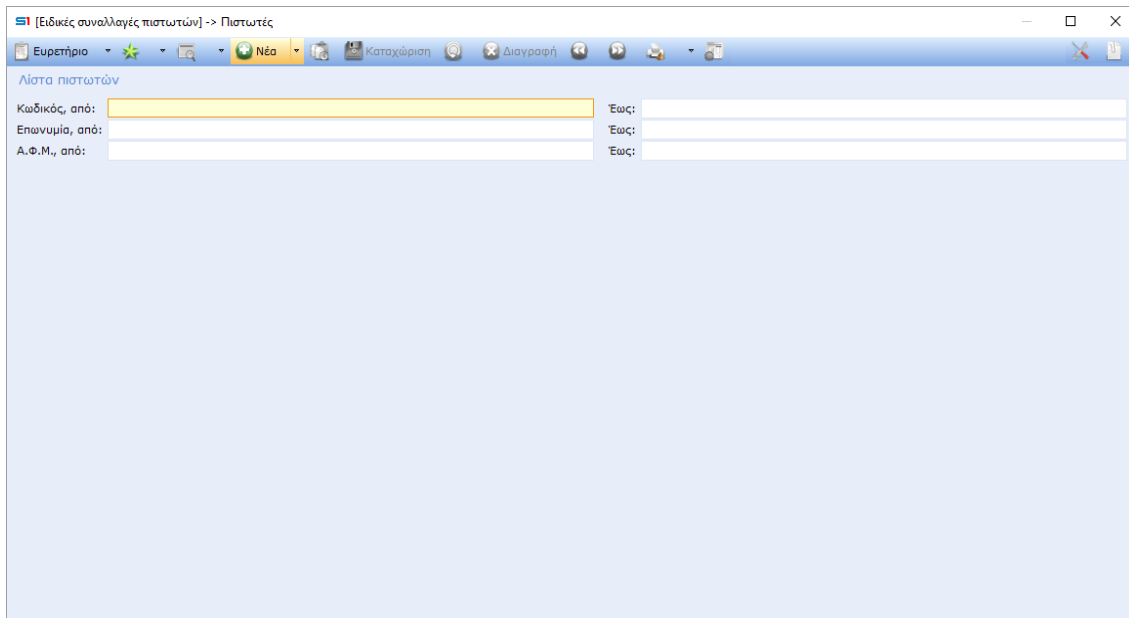 S1 [Ειδικές συναλλαγές πιστωτών] -> Πιστωτές
Ευρετήριο Νέα Καταχώριση Διαγραφή
Λίστα πιστωτών
Κωδικός, από: Έως:
Επωνυμία, από: Έως:
Α.Φ.Μ., από: Έως: